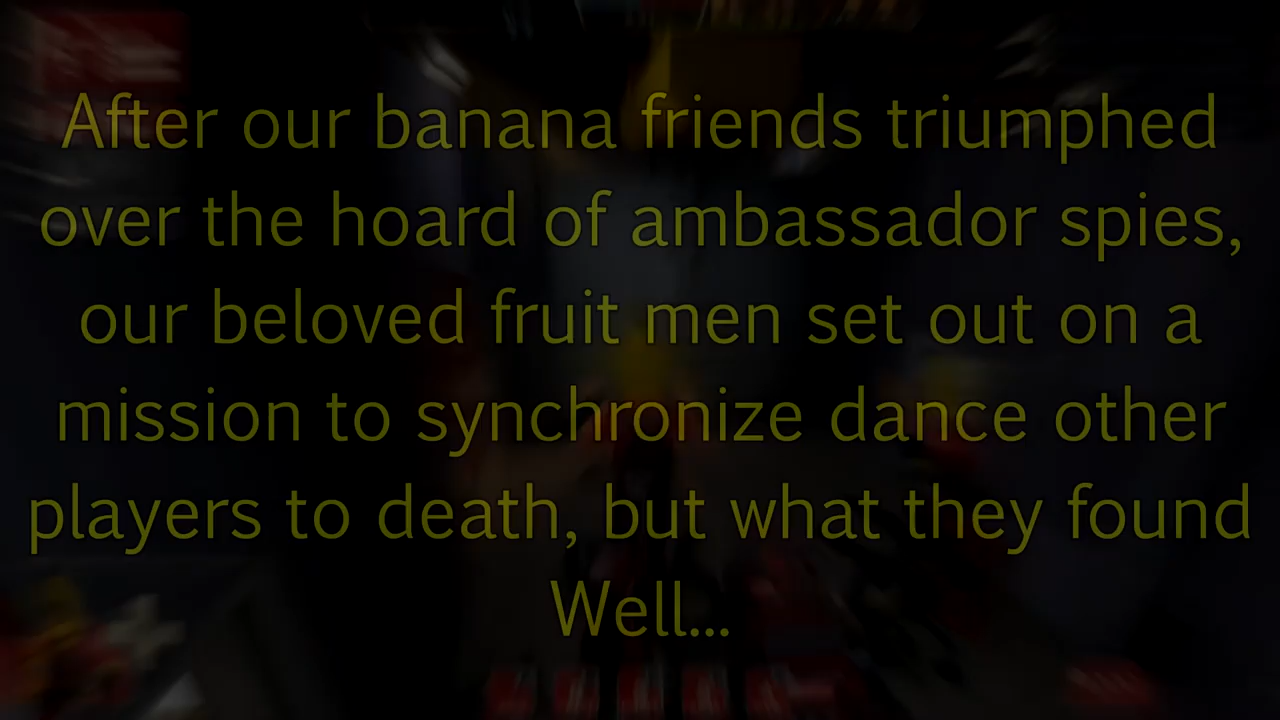 After our banana friends triumphed
over the hoard of ambassador spies,
our beloved fruit men set out on a
mission to synchronize dance other
players to death, but what they found
Well...